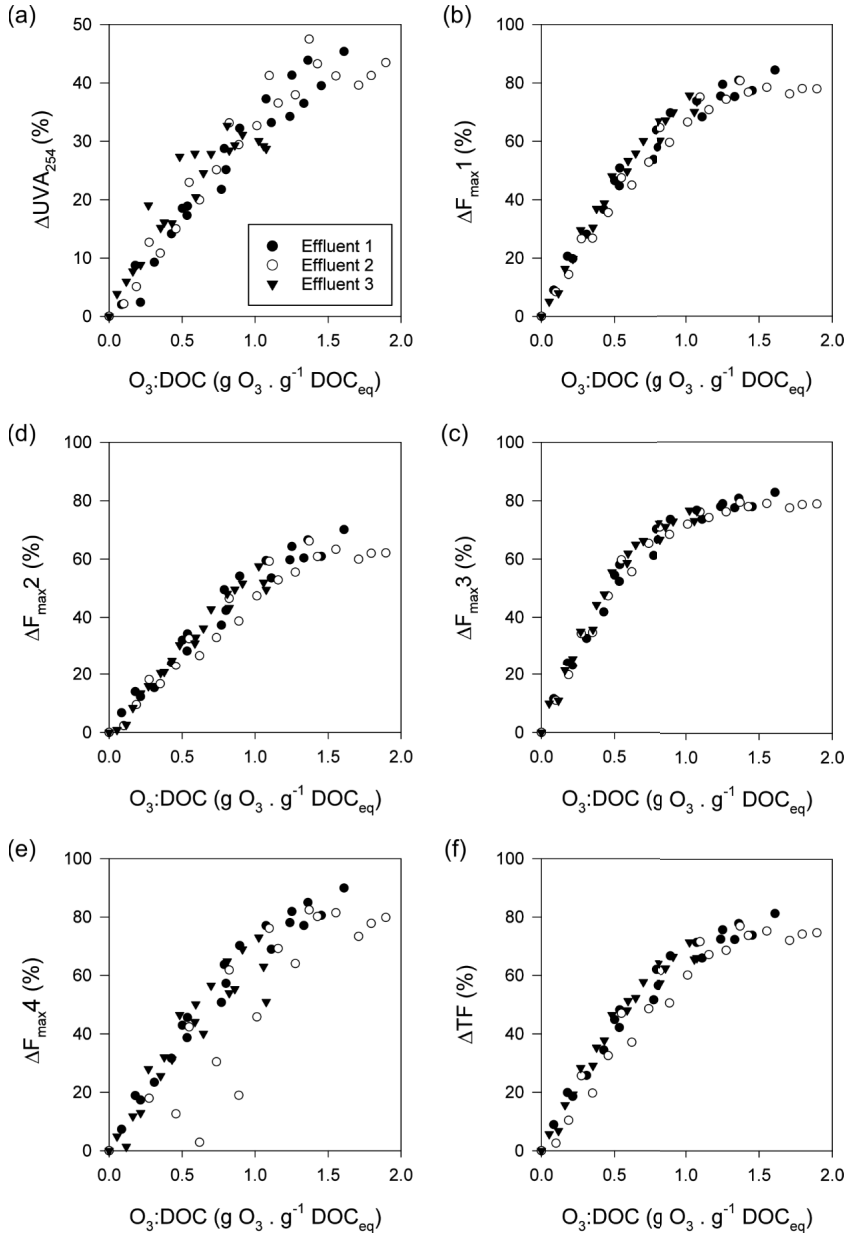 (a)
50
40
30
20
10
0
ΔUVA254 (%)
Effluent 1
Effluent 2
Effluent 3
0.0 0.5 1.0 1.5 2.0
O3:DOC (g O3 . g-1 DOCeq)
(b)
100
80
60
40
20
0
ΔFmax1 (%)
0.0 0.5 1.0 1.5 2.0
O3:DOC (g O3 . g-1 DOCeq)
(d)
100
80
60
40
20
0
ΔFmax2 (%)
0.0 0.5 1.0 1.5 2.0
O3:DOC (g O3 . g-1 DOCeq)
(c)
100
80
60
40
20
0
ΔFmax3 (%)
0.0 0.5 1.0 1.5 2.0
O3:DOC (g O3 . g-1 DOCeq)
(e)
100
80
60
40
20
0
ΔFmax4 (%)
0.0 0.5 1.0 1.5 2.0
O3:DOC (g O3 . g-1 DOCeq)
(f)
100
80
60
40
20
0
ΔTF (%)
0.0 0.5 1.0 1.5 2.0
O3:DOC (g O3 . g-1 DOCeq)